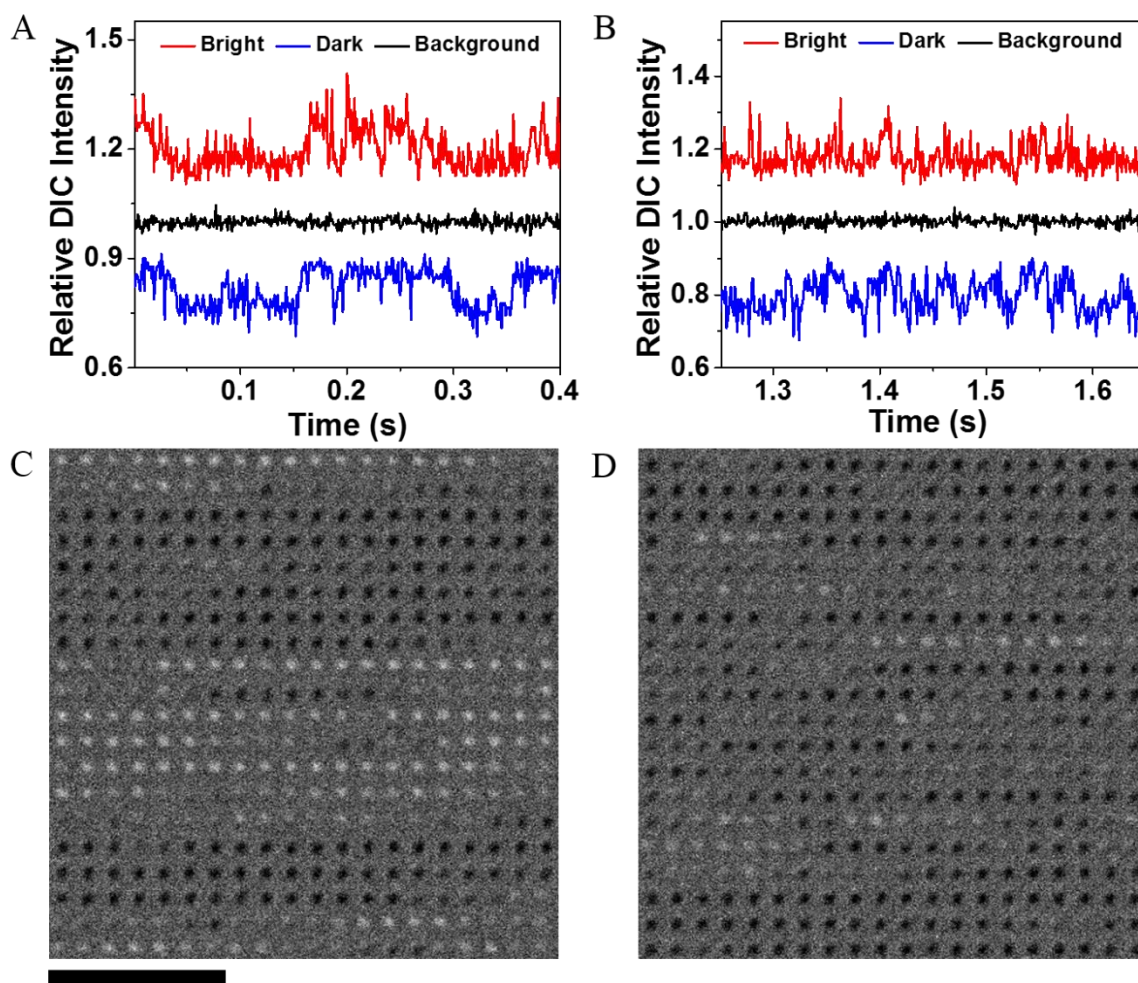 A
1.5
1.2
0.9
0.6
Relative DIC Intensity
Bright Dark Background
0.1 0.2 0.3 0.4
Time (s)
B
1.4
1.2
1.0
0.8
0.6
Relative DIC Intensity
Bright Dark Background
1.3 1.4 1.5 1.6
Time (s)
C
D